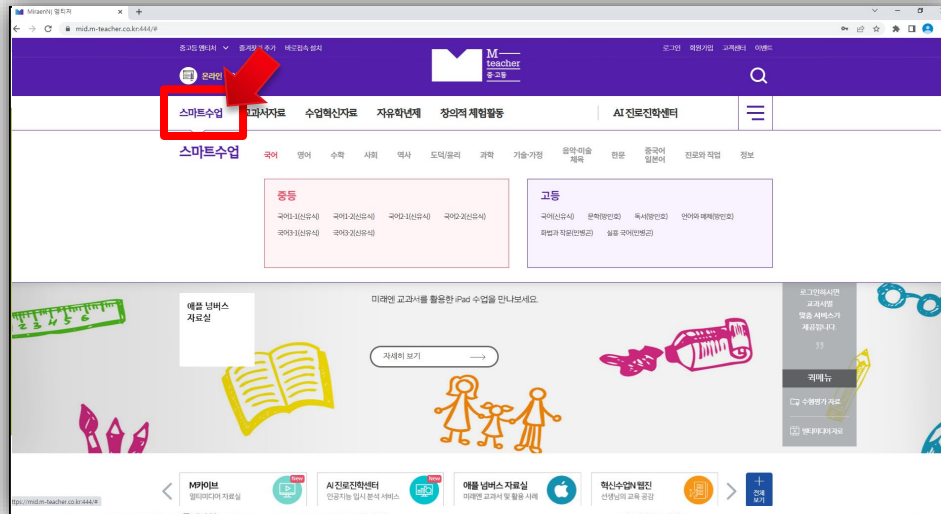 MiraenN| 엠티처
mid.m-teacher.co.kr:444/#
중고등 엠티처 즐겨찾기 추가 바로접속 설치
로그인 회원가입 고객센터 이벤트
M
teacher
중·고등
온라인
스마트수업 교과서자료 수업혁신자료 자유학년제 창의적 체험활동 AI 진로진학센터
스마트수업 국어 영어 수학 사회 역사 도덕/윤리 과학 기술·가정 음악·미술 체육 한문 중국어 일본어 진로와 직업 정보
중등
국어1-1(신유식) 국어1-2(신유식) 국어2-1(신유식) 국어2-2(신유식)
국어3-1(신유식) 국어3-2(신유식)
고등
국어(신유식) 문학(방민호) 독서(방민호) 언어와 매체(방민호)
화법과 작문(민병곤) 실용 국어(민병곤)
애플 넘버스
자료실
미래엔 교과서를 활용한 iPad 수업을 만나보세요.
자세히 보기
로그인하시면
교과서별
맞춤 서비스가
제공됩니다.
퀵메뉴
수행평가 자료
멀티미디어 자료
1 2 3 4 5 6
M카이브
멀티미디어 자료실
New
AI 진로진학센터
인공지능 입시 분석 서비스
New
애플 넘버스 자료실
미래엔 교과서 및 활용 사례
혁신수업N 웹진
선생님의 교육 공감
전체
보기
ttps://mid.m-teacher.co.kr:444/#